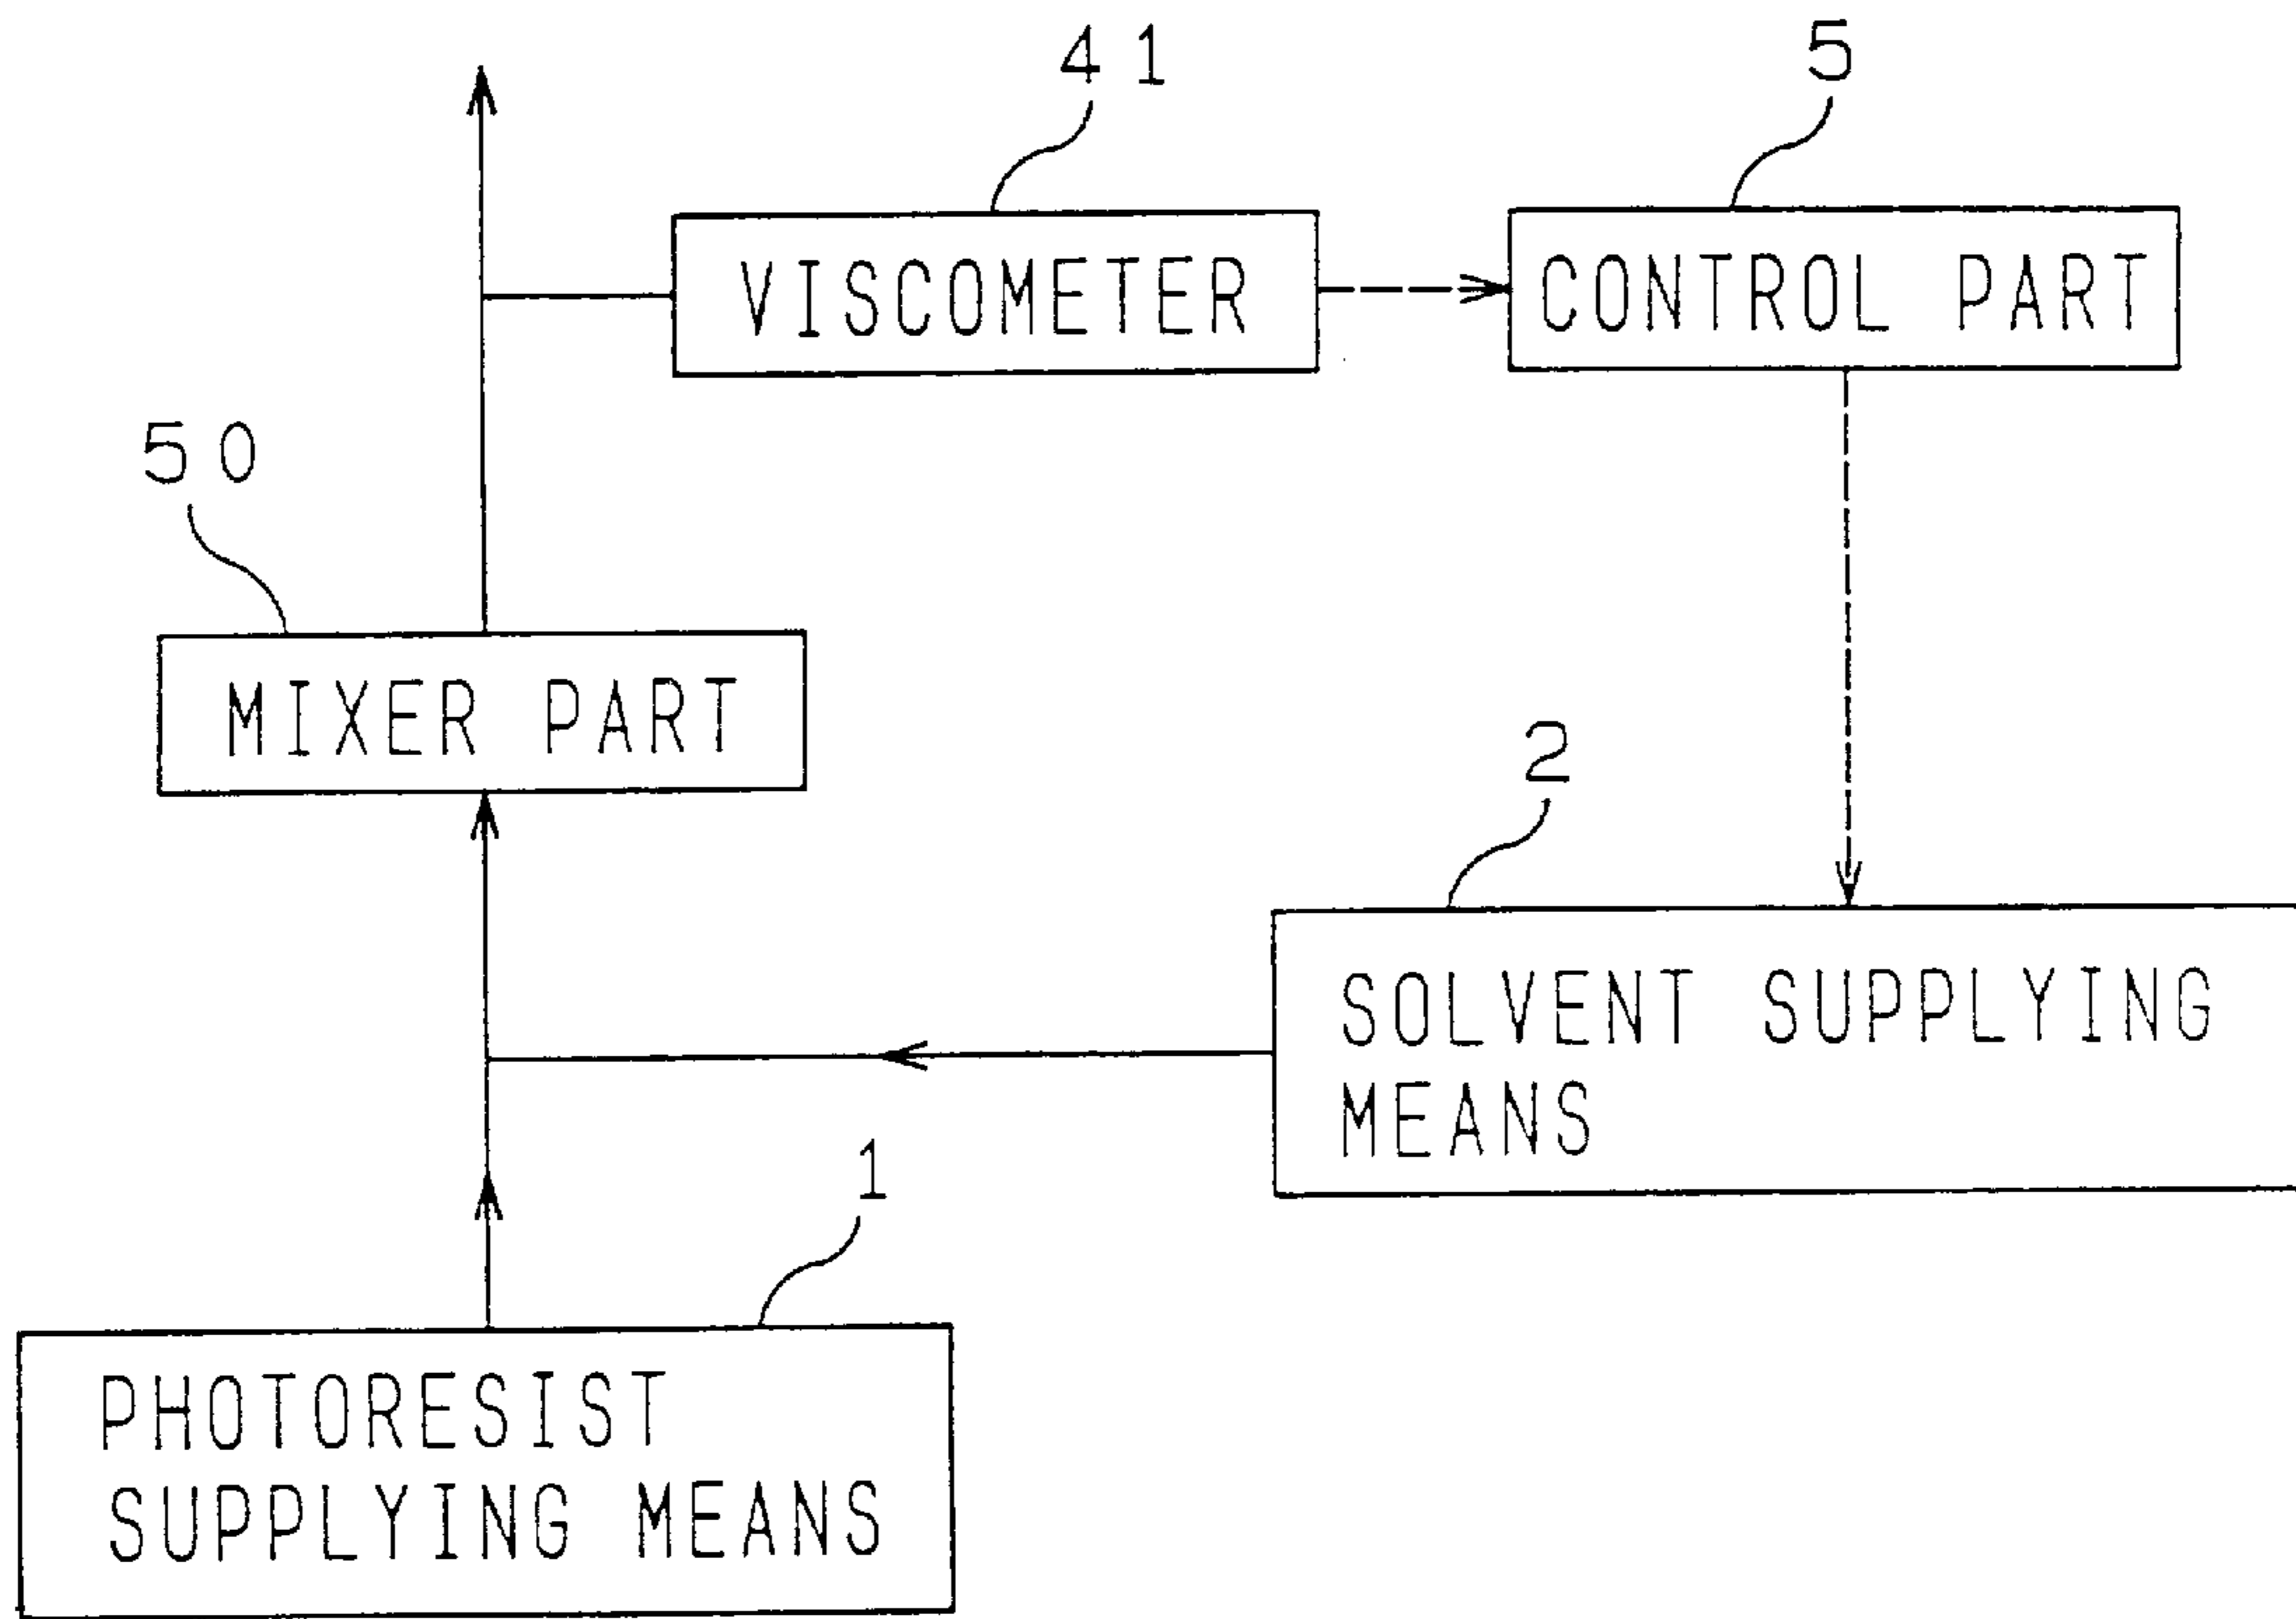 41
5
VISCOMETER
CONTROL PART
50
MIXER PART
2
SOLVENT SUPPLYING
MEANS
1
PHOTORESIST
SUPPLYING MEANS